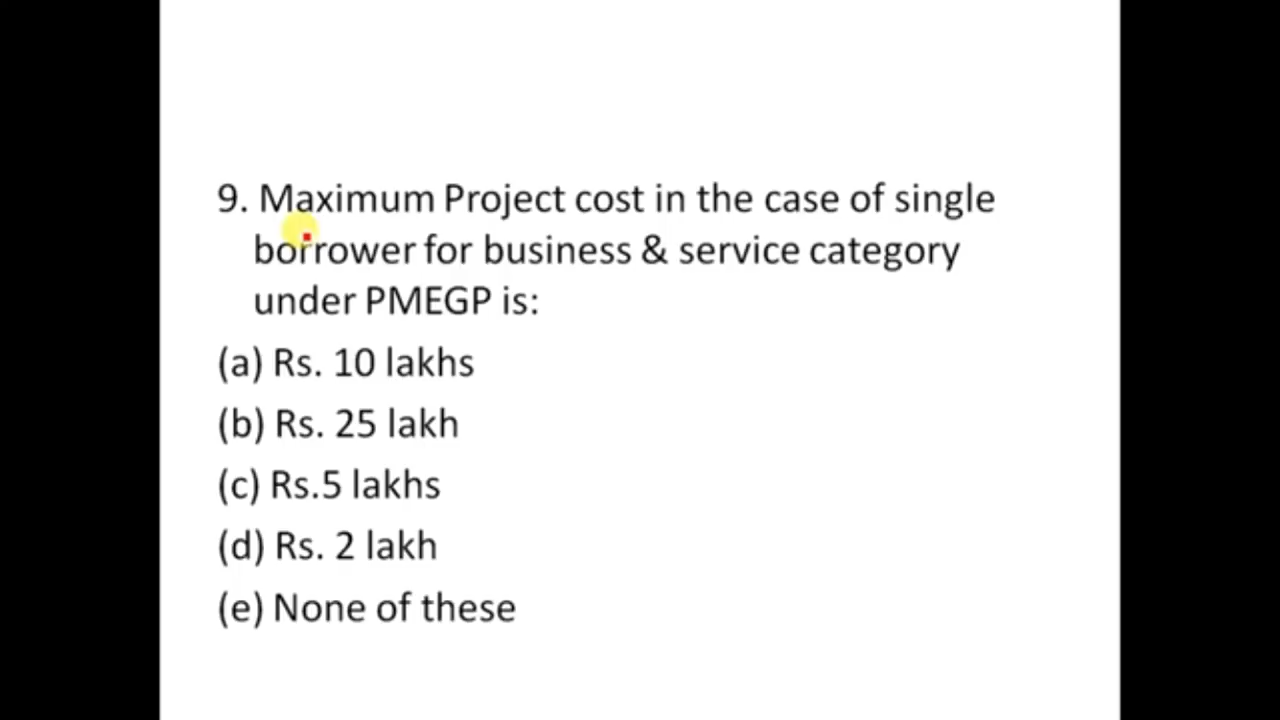 9. Maximum Project cost in the case of single
borrower for business & service category
under PMEGP is:
(a) Rs. 10 lakhs
(b) Rs. 25 lakh
(c) Rs.5 lakhs
(d) Rs. 2 lakh
(e) None of these